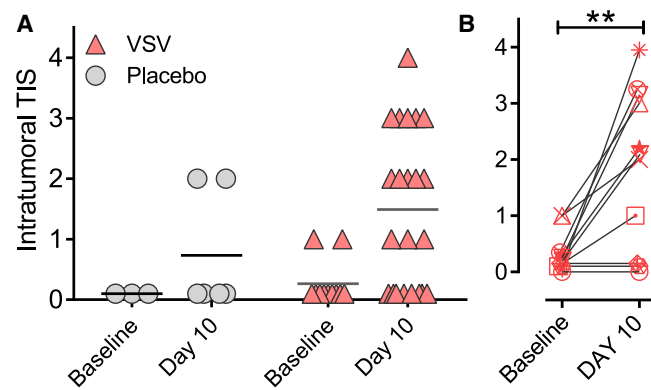 A
VSV
Placebo
Intratumoral TIS
4
3
2
1
0
Baseline
Day 10
Baseline
Day 10
B
**
4
3
2
1
0
Baseline
DAY 10